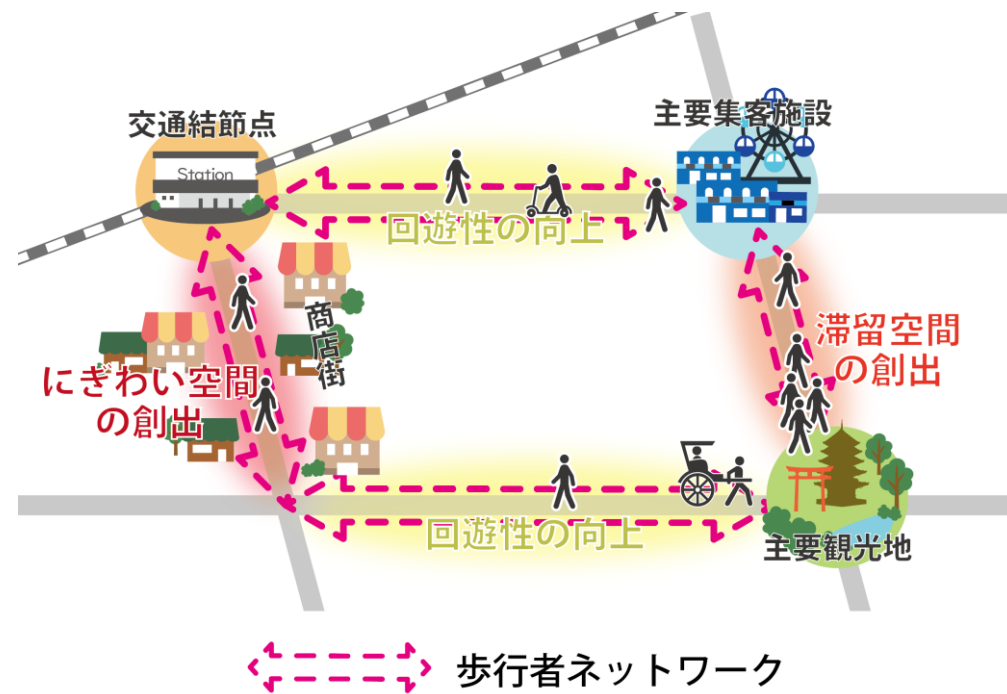 交通結節点
主要集客施設
Station
回遊性の向上
商店街
にぎわい空間
の創出
滞留空間
の創出
回遊性の向上
主要観光地
歩行者ネットワーク